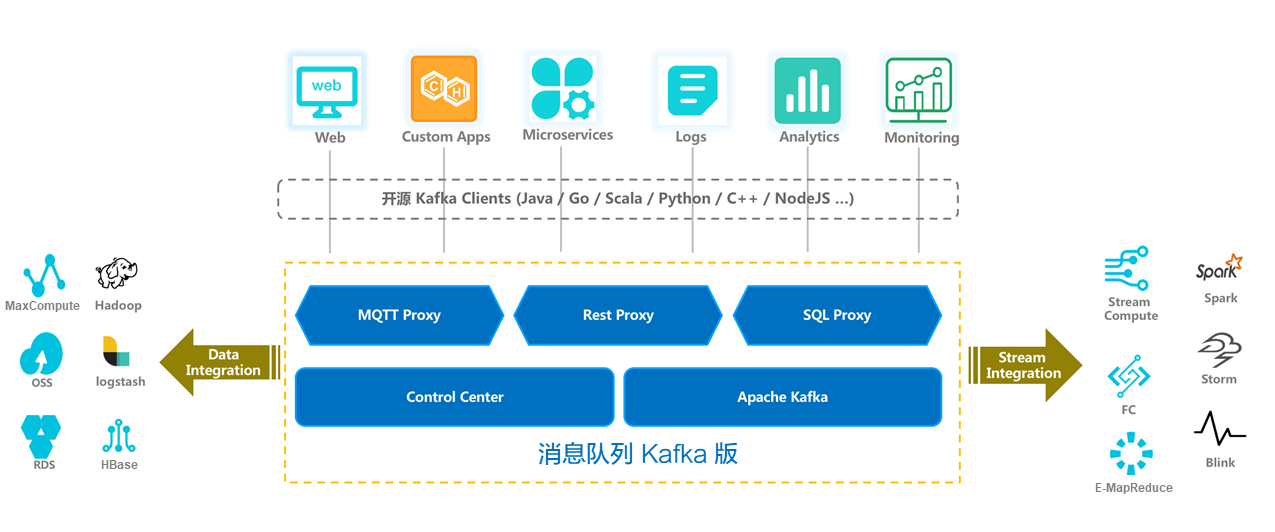 web
Web
CI
H
Custom Apps
Microservices
Logs
Analytics
Monitoring
开源 Kafka Clients (Java / Go / Scala / Python / C++ / NodeJS ...)
MaxCompute
Hadoop
OSS
logstash
RDS
HBase
Data
Integration
MQTT Proxy
Rest Proxy
SQL Proxy
Control Center
Apache Kafka
消息队列 Kafka 版
Stream
Integration
Stream
Compute
Spark
Spark
FC
Storm
E-MapReduce
Blink